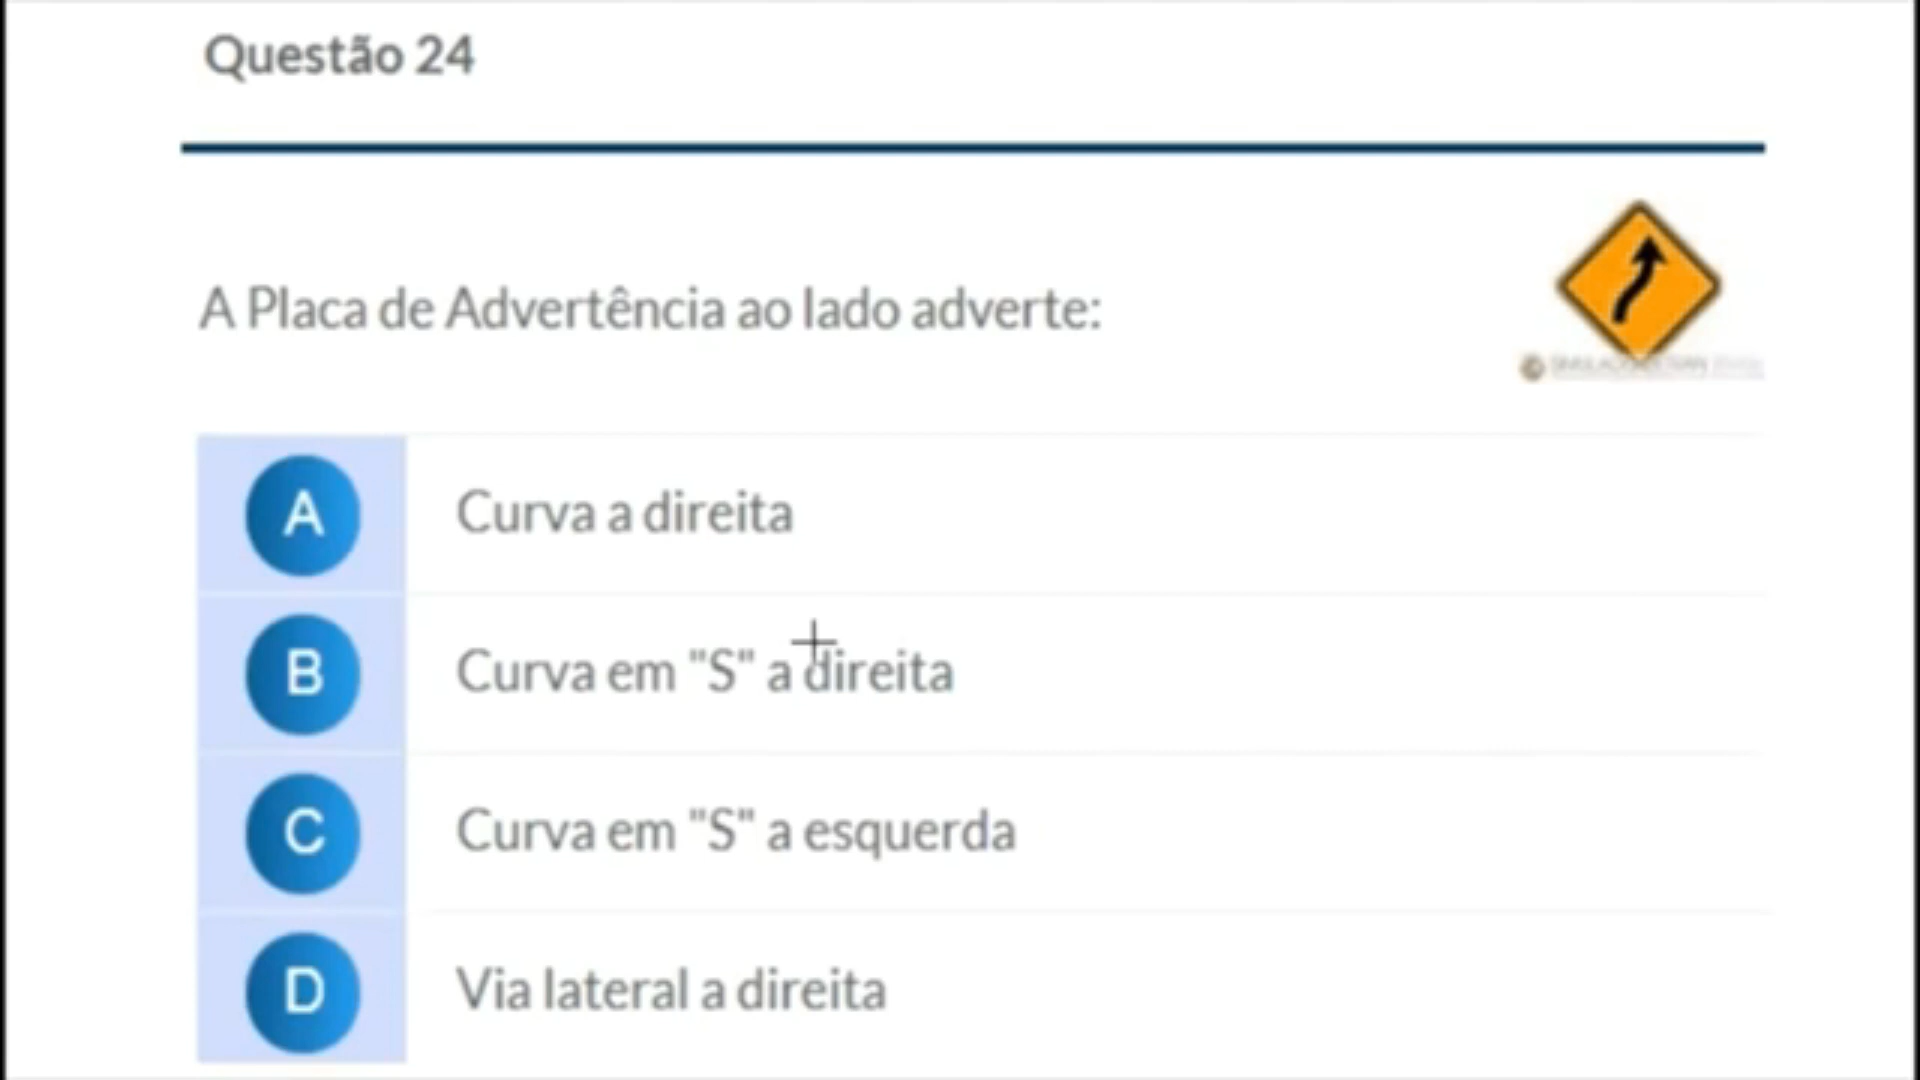 Questão 24
A Placa de Advertência ao lado adverte:
A Curva a direita
B Curva em "S" a direita
C Curva em "S" a esquerda
D Via lateral a direita